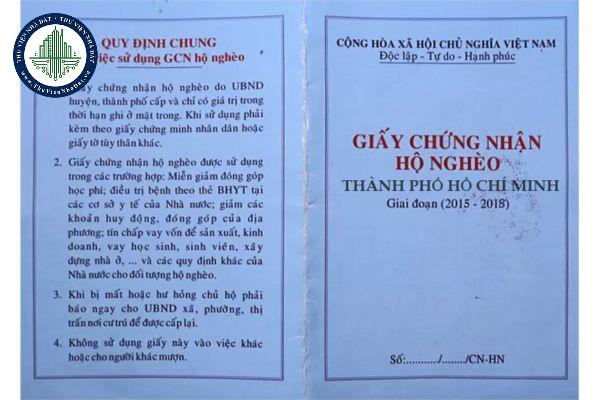 THƯ VIỆN NHÀ ĐẤT
www.ThuVienNhaDat.vn
QUY ĐỊNH CHUNG
việc sử dụng GCN hộ nghèo
chứng nhận hộ nghèo do UBND
huyện, thành phố cấp và chỉ có giá trị trong
thời hạn ghi ở mặt trong. Khi sử dụng phải
kèm theo giấy chứng minh nhân dân hoặc
giấy tờ tùy thân khác.
2. Giấy chứng nhận hộ nghèo được sử dụng
trong các trường hợp: Miễn giảm đóng góp
học phí; điều trị bệnh theo thẻ BHYT tại
các cơ sở y tế của Nhà nước; giảm các
khoản huy động, đóng góp của địa
phương; tín chấp vay vốn để sản xuất, kinh
doanh, vay học sinh, sinh viên, xây
dựng nhà ở, ... và các quy định khác của
Nhà nước cho đối tượng hộ nghèo.
3. Khi bị mất hoặc hư hỏng chủ hộ phải
báo ngay cho UBND xã, phường, thị
trấn nơi cư trú để được cấp lại.
4. Không sử dụng giấy này vào việc khác
hoặc cho người khác mượn.
CỘNG HÒA XÃ HỘI CHỦ NGHĨA VIỆT NAM
Độc lập - Tự do - Hạnh phúc
GIẤY CHỨNG NHẬN
HỘ NGHÈO
THÀNH PHỐ HỒ CHÍ MINH
Giai đoạn (2015 - 2018)
Số:.........../......../CN-HN